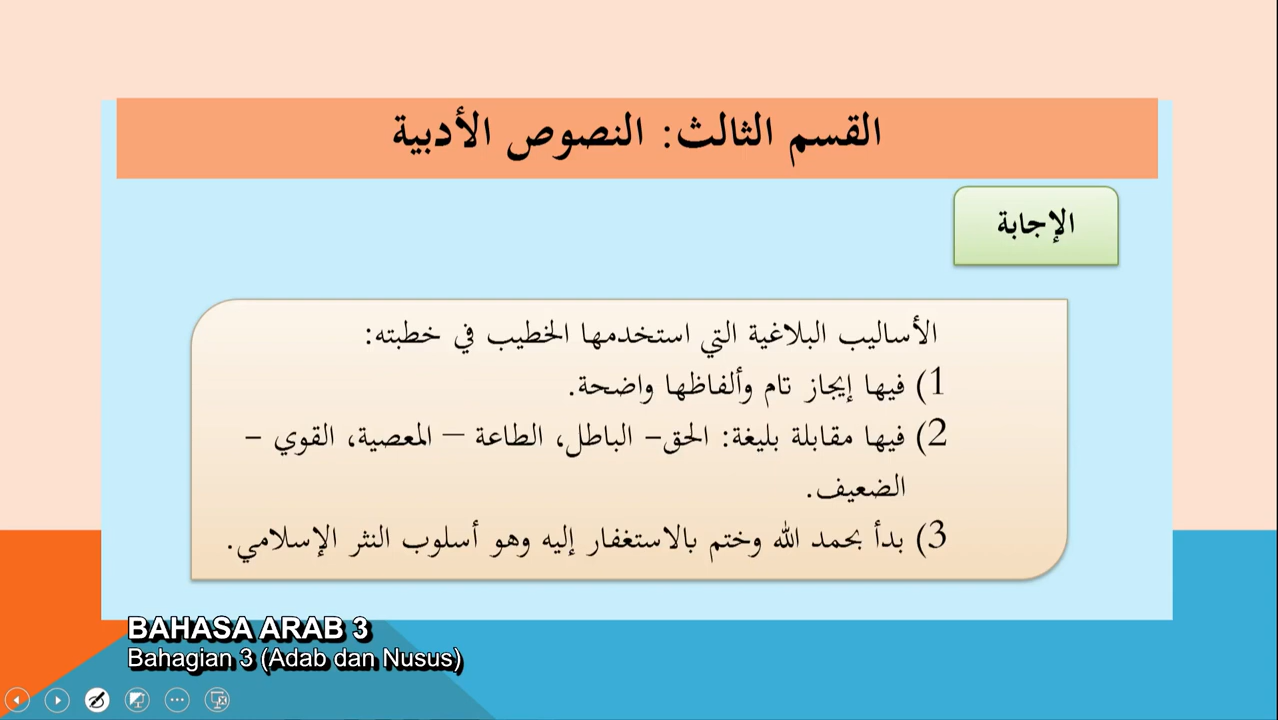 القسم الثالث: النصوص الأدبية
الإجابة
الأساليب البلاغية التي استخدمها الخطيب في خطبته:
1) فيها إيجاز تام وألفاظها واضحة.
2) فيها مقابلة بليغة: الحق– الباطل، الطاعة – المعصية، القوي –
الضعيف.
3) بدأ بحمد الله وختم بالاستغفار إليه وهو أسلوب النثر الإسلامي.
BAHASA ARAB 3
Bahagian 3 (Adab dan Nusus)